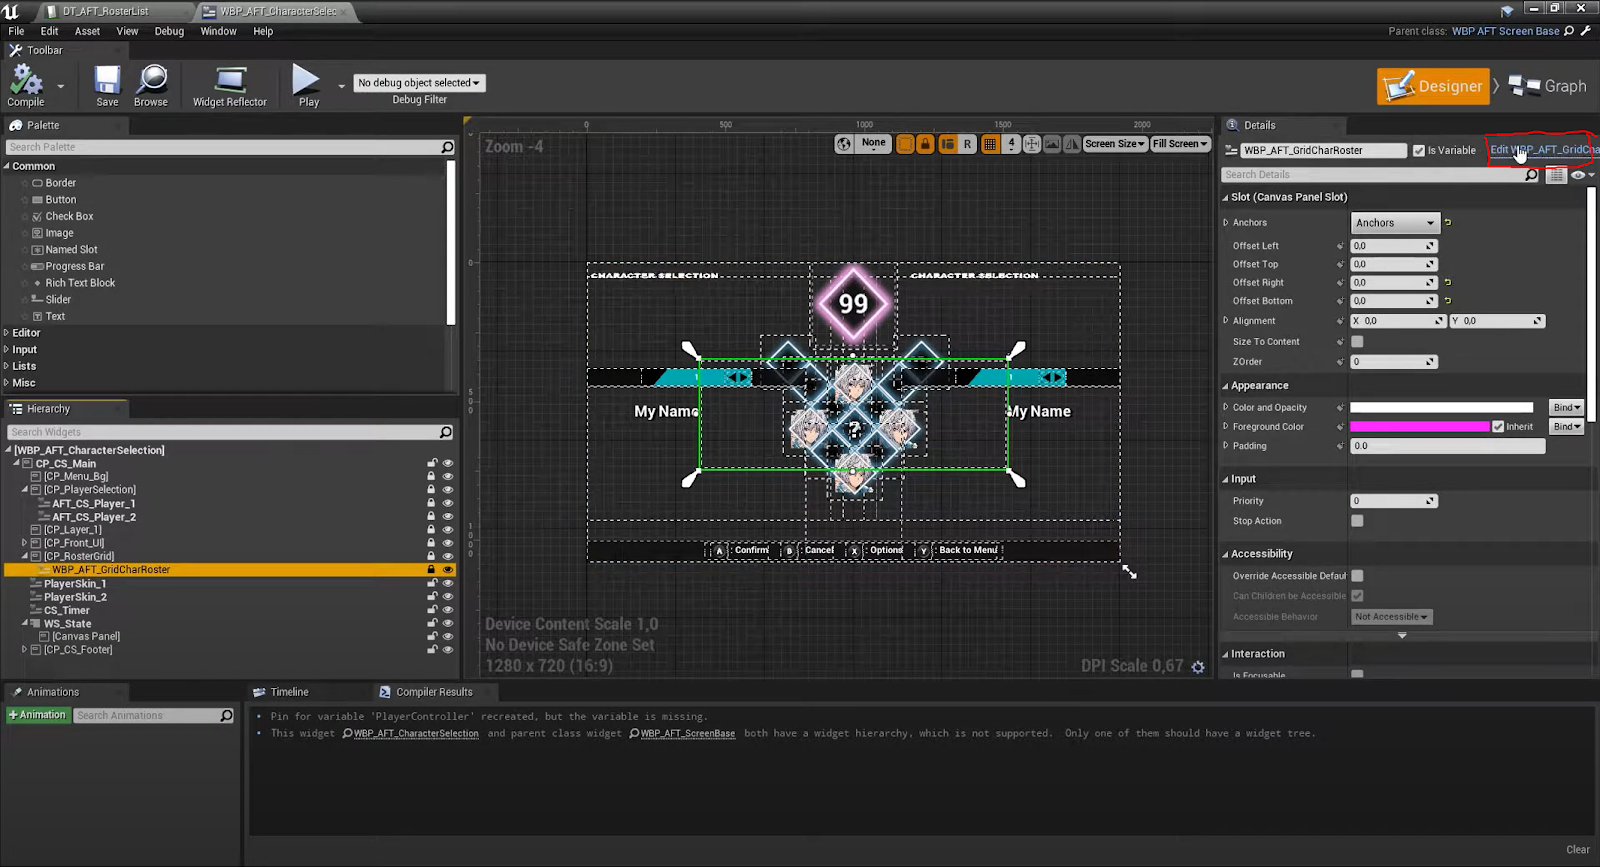 DT_AFT_RosterList
WBP_AFT_CharacterSelec
File Edit Asset View Debug Window Help
Parent class: WBP AFT Screen Base
Toolbar
Compile
Save
Browse
Widget Reflector
Play
No debug object selected
Debug Filter
Designer
Graph
Palette
Search Palette
Common
Border
Button
Check Box
Image
Named Slot
Progress Bar
Rich Text Block
Slider
Text
Editor
Input
Lists
Misc
Hierarchy
Search Widgets
[WBP_AFT_CharacterSelection]
CP_CS_Main
[CP_Menu_Bg]
[CP_PlayerSelection]
AFT_CS_Player_1
AFT_CS_Player_2
[CP_Layer_1]
[CP_Front_UI]
[CP_RosterGrid]
WBP_AFT_GridCharRoster
PlayerSkin_1
PlayerSkin_2
CS_Timer
WS_State
[Canvas Panel]
[CP_CS_Footer]
0 500 1000 1500 2000
Zoom -4
None
R
4
Screen Size
Fill Screen
0
5
0
0
1
0
0
0
CHARACTER SELECTION
CHARACTER SELECTION
99
My Name
My Name
?
A : Confirm B : Cancel X : Options Y : Back to Menu
Device Content Scale 1,0
No Device Safe Zone Set
1280 x 720 (16:9)
DPI Scale 0,67
Details
WBP_AFT_GridCharRoster
Is Variable
Edit WBP_AFT_GridCha
Search Details
Slot (Canvas Panel Slot)
Anchors Anchors
Offset Left 0,0
Offset Top 0,0
Offset Right 0,0
Offset Bottom 0,0
Alignment X 0,0 Y 0,0
Size To Content
ZOrder 0
Appearance
Color and Opacity Bind
Foreground Color Inherit Bind
Padding 0.0
Input
Priority 0
Stop Action
Accessibility
Override Accessible Defaul
Can Children be Accessible
Accessible Behavior Not Accessible
Interaction
Is Focusable
Animations
Animation
Search Animations
Timeline
Compiler Results
Pin for variable 'PlayerController' recreated, but the variable is missing.
This widget WBP_AFT_CharacterSelection and parent class widget WBP_AFT_ScreenBase both have a widget hierarchy, which is not supported. Only one of them should have a widget tree.
Clear